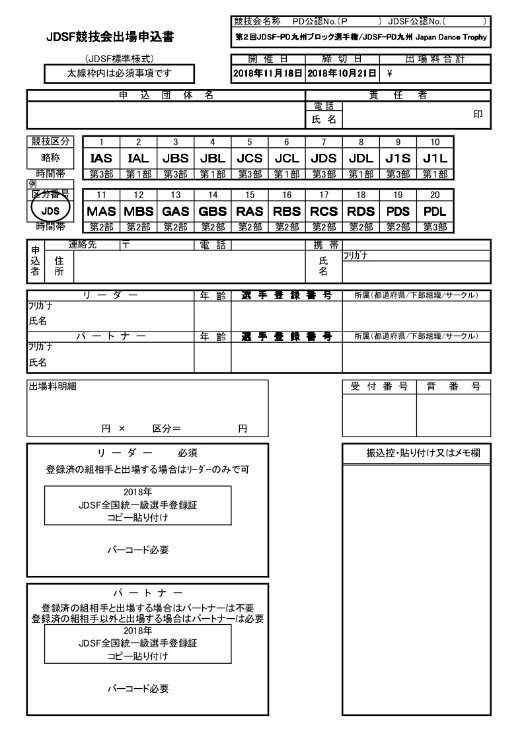 JDSF競技会出場申込書
(JDSF標準様式)
太線枠内は必須事項です
競技会名称 PD公認No.(P ) JDSF公認No.( )
第2回JDSF-PD九州ブロック選手権/JDSF-PD九州 Japan Dance Trophy
開催日 締切日 出場料合計
2018年11月18日 2018年10月21日 ¥
申込団体名 責任者
電話
氏名 印
競技区分 1 2 3 4 5 6 7 8 9 10
略称 IAS IAL JBS JBL JCS JCL JDS JDL J1S J1L
時間帯 第3部 第1部 第3部 第1部 第3部 第1部 第3部 第1部 第3部 第1部
例
区分番号 11 12 13 14 15 16 17 18 19 20
JDS MAS MBS GAS GBS RAS RBS RCS RDS PDS PDL
時間帯 第2部 第2部 第2部 第2部 第2部 第2部 第2部 第2部 第2部 第3部
申込者 連絡先 〒 電話 携帯
住所 氏名 フリガナ
リーダー 年齢 選手登録番号 所属(都道府県/下部組織/サークル)
フリガナ
氏名
パートナー 年齢 選手登録番号 所属(都道府県/下部組織/サークル)
フリガナ
氏名
出場料明細
円 × 区分= 円
受付番号 背番号
リーダー 必須
登録済の組相手と出場する場合はリーダーのみで可
2018年
JDSF全国統一級選手登録証
コピー貼り付け
バーコード必要
振込控・貼り付け又はメモ欄
パートナー
登録済の組相手と出場する場合はパートナーは不要
登録済の組相手以外と出場する場合はパートナーは必要
2018年
JDSF全国統一級選手登録証
コピー貼り付け
バーコード必要